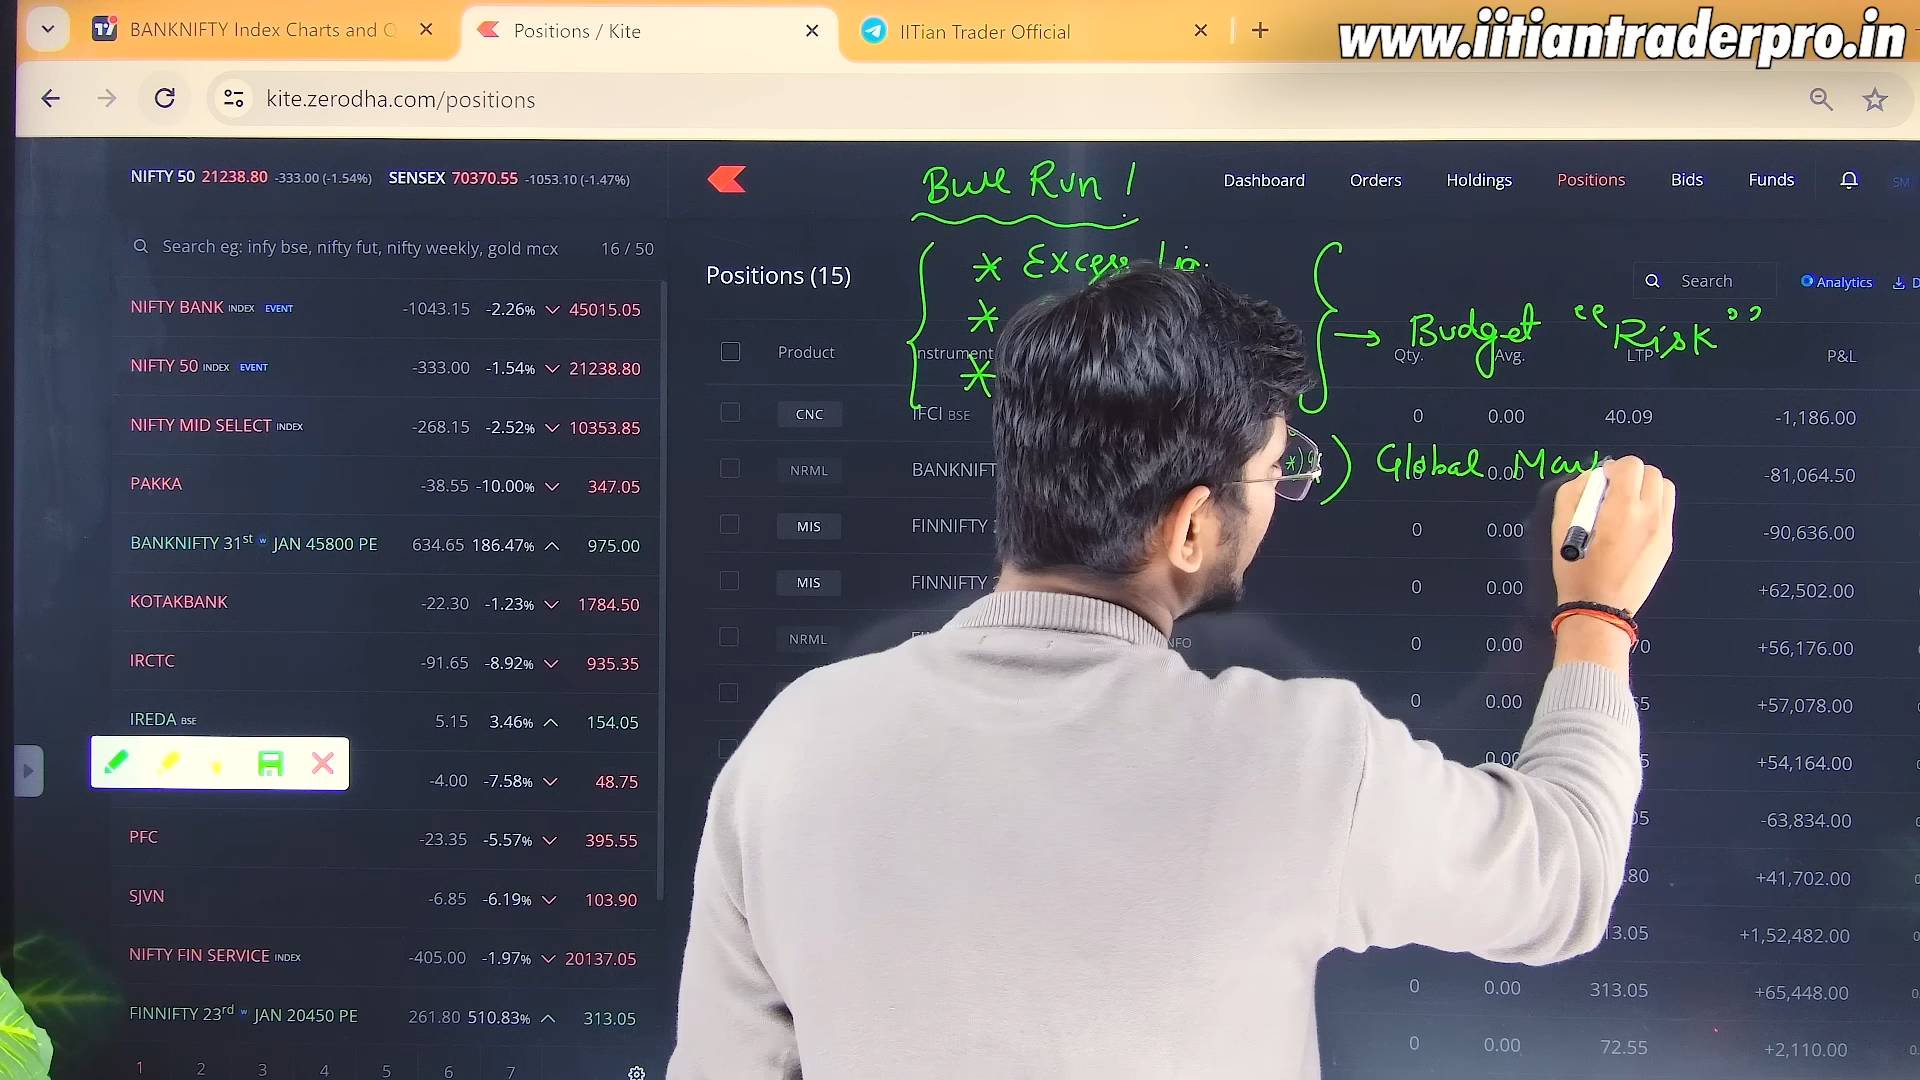 BANKNIFTY Index Charts and Q
Positions / Kite
IITian Trader Official
www.iitiantraderpro.in
kite.zerodha.com/positions
NIFTY 50 21238.80 -333.00 (-1.54%) SENSEX 70370.55 -1053.10 (-1.47%)
Search eg: infy bse, nifty fut, nifty weekly, gold mcx 16 / 50
NIFTY BANK INDEX EVENT -1043.15 -2.26% 45015.05
NIFTY 50 INDEX EVENT -333.00 -1.54% 21238.80
NIFTY MID SELECT INDEX -268.15 -2.52% 10353.85
PAKKA -38.55 -10.00% 347.05
BANKNIFTY 31st w JAN 45800 PE 634.65 186.47% 975.00
KOTAKBANK -22.30 -1.23% 1784.50
IRCTC -91.65 -8.92% 935.35
IREDA BSE 5.15 3.46% 154.05
-4.00 -7.58% 48.75
PFC -23.35 -5.57% 395.55
SJVN -6.85 -6.19% 103.90
NIFTY FIN SERVICE INDEX -405.00 -1.97% 20137.05
FINNIFTY 23rd w JAN 20450 PE 261.80 510.83% 313.05
1 2 3 4 5 6 7
Bull Run !
Dashboard Orders Holdings Positions Bids Funds SM
* Excess
*
*
→ Budget "Risk"
Global
Positions (15)
Search Analytics
Product Instrument Qty. Avg. LTP P&L
CNC IFCI BSE 0 0.00 40.09 -1,186.00
NRML BANKNIFT 0 0.00 -81,064.50
MIS FINNIFTY 0 0.00 -90,636.00
MIS FINNIFTY 0 0.00 +62,502.00
NRML NFO 0 0.00 70 +56,176.00
0 0.00 +57,078.00
0.00 +54,164.00
05 -63,834.00
.80 +41,702.00
13.05 +1,52,482.00
0 0.00 313.05 +65,448.00
0 0.00 72.55 +2,110.00